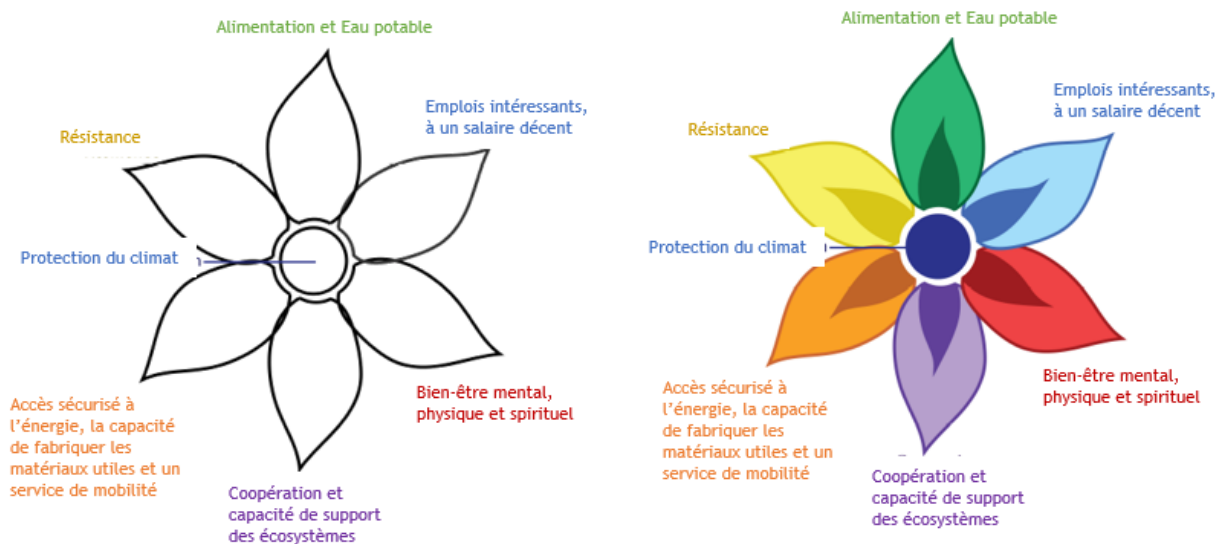 Alimentation et Eau potable
Emplois intéressants,
à un salaire décent
Résistance
Protection du climat
Bien-être mental,
physique et spirituel
Accès sécurisé à
l’énergie, la capacité
de fabriquer les
matériaux utiles et un
service de mobilité
Coopération et
capacité de support
des écosystèmes
Alimentation et Eau potable
Emplois intéressants,
à un salaire décent
Résistance
Protection du climat
Bien-être mental,
physique et spirituel
Accès sécurisé à
l’énergie, la capacité
de fabriquer les
matériaux utiles et un
service de mobilité
Coopération et
capacité de support
des écosystèmes